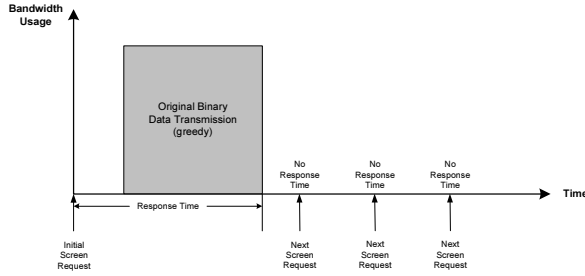 Bandwidth
Usage
Original Binary
Data Transmission
(greedy)
No
Response
Time
No
Response
Time
No
Response
Time
Time
Response Time
Initial
Screen
Request
Next
Screen
Request
Next
Screen
Request
Next
Screen
Request